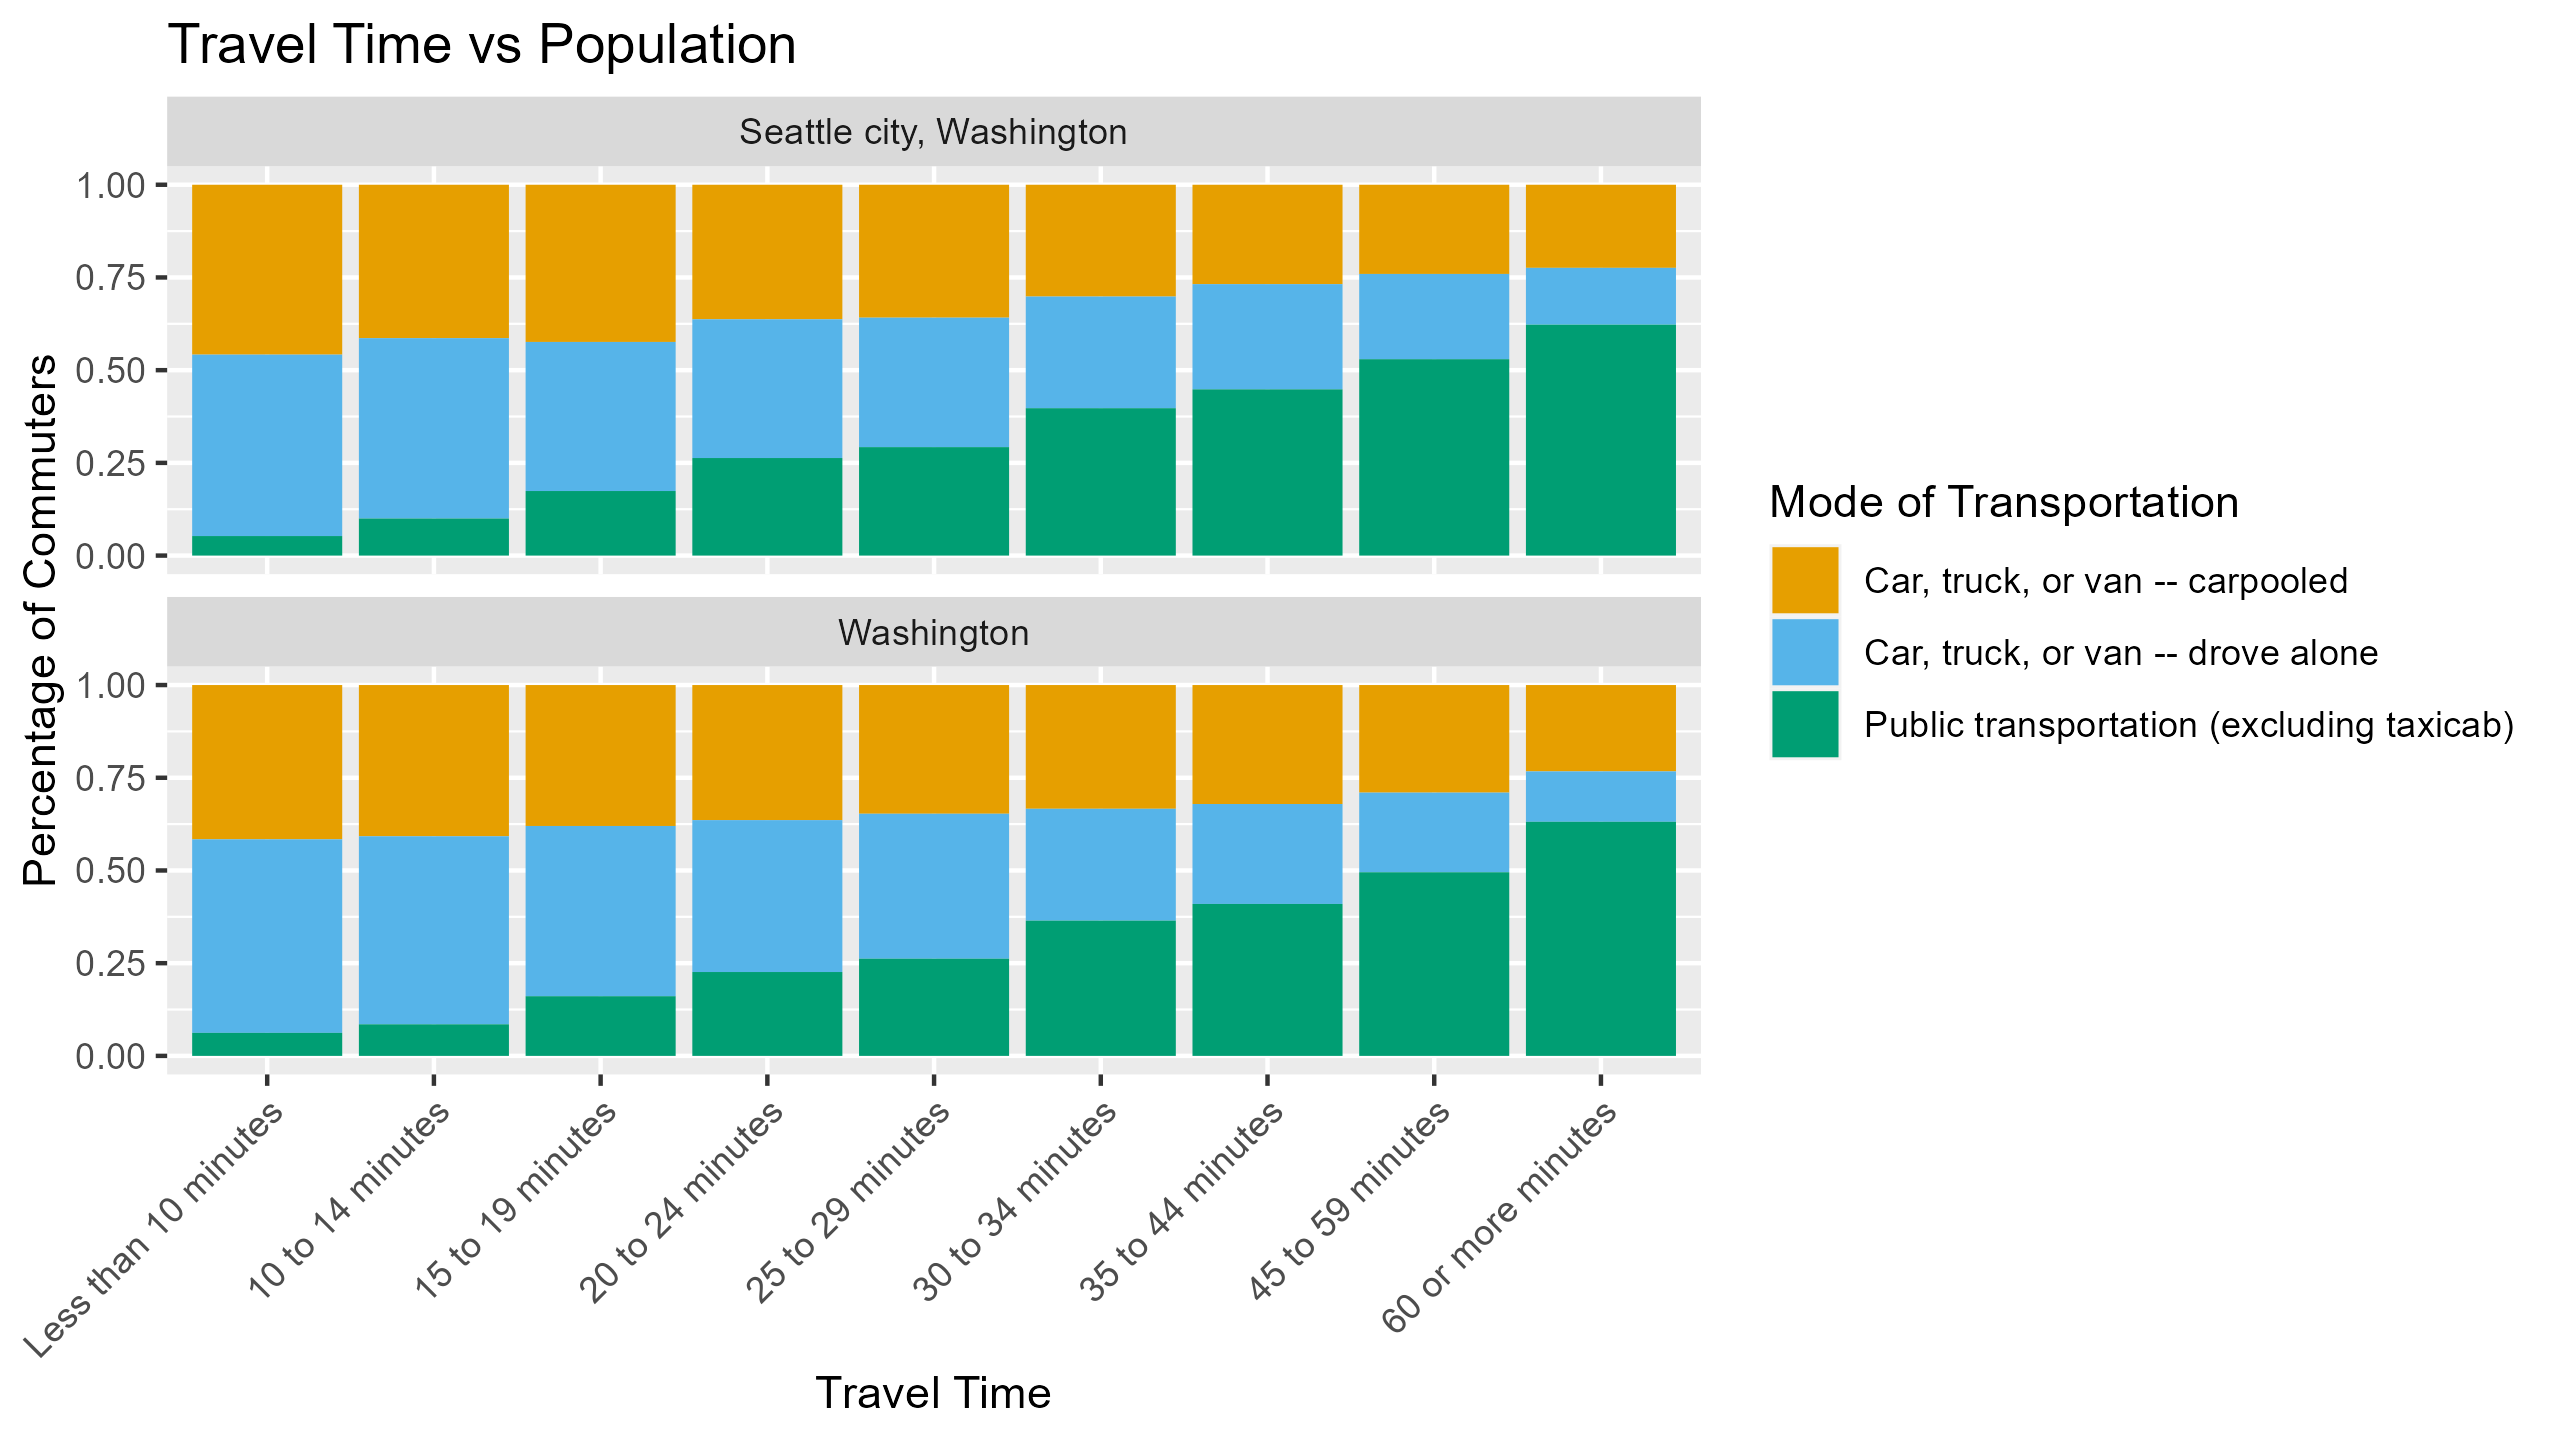 Travel Time vs Population
Seattle city, Washington
1.00
0.75
0.50
0.25
0.00
Washington
1.00
0.75
0.50
0.25
0.00
Percentage of Commuters
Less than 10 minutes
10 to 14 minutes
15 to 19 minutes
20 to 24 minutes
25 to 29 minutes
30 to 34 minutes
35 to 44 minutes
45 to 59 minutes
60 or more minutes
Travel Time
Mode of Transportation
Car, truck, or van -- carpooled
Car, truck, or van -- drove alone
Public transportation (excluding taxicab)